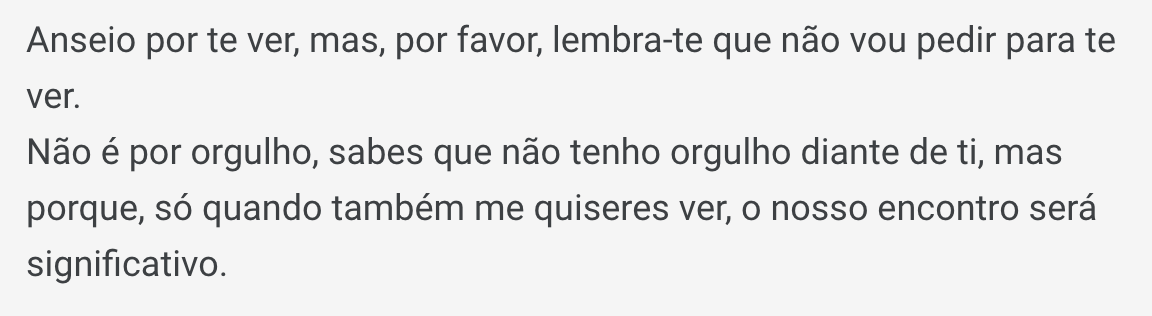 Anseio por te ver, mas, por favor, lembra-te que não vou pedir para te
ver.
Não é por orgulho, sabes que não tenho orgulho diante de ti, mas
porque, só quando também me quiseres ver, o nosso encontro será
significativo.